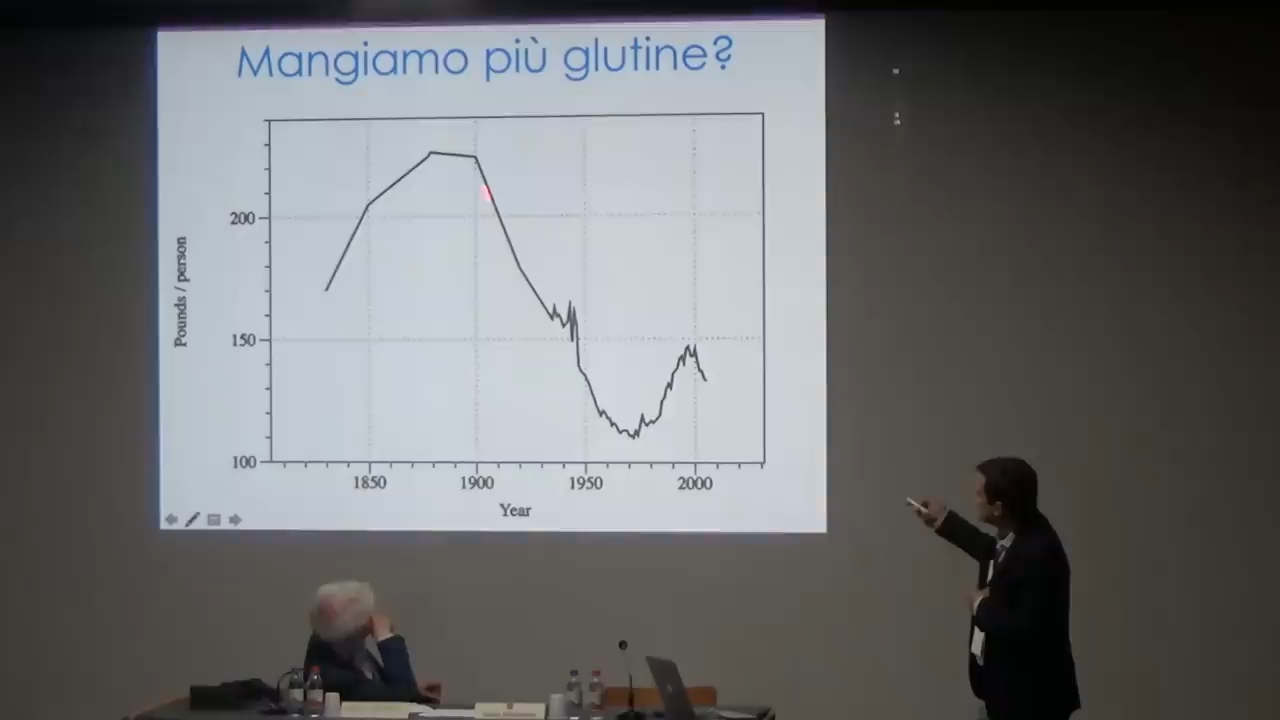 Mangiamo più glutine?
Pounds / person
200
150
100
1850 1900 1950 2000
Year